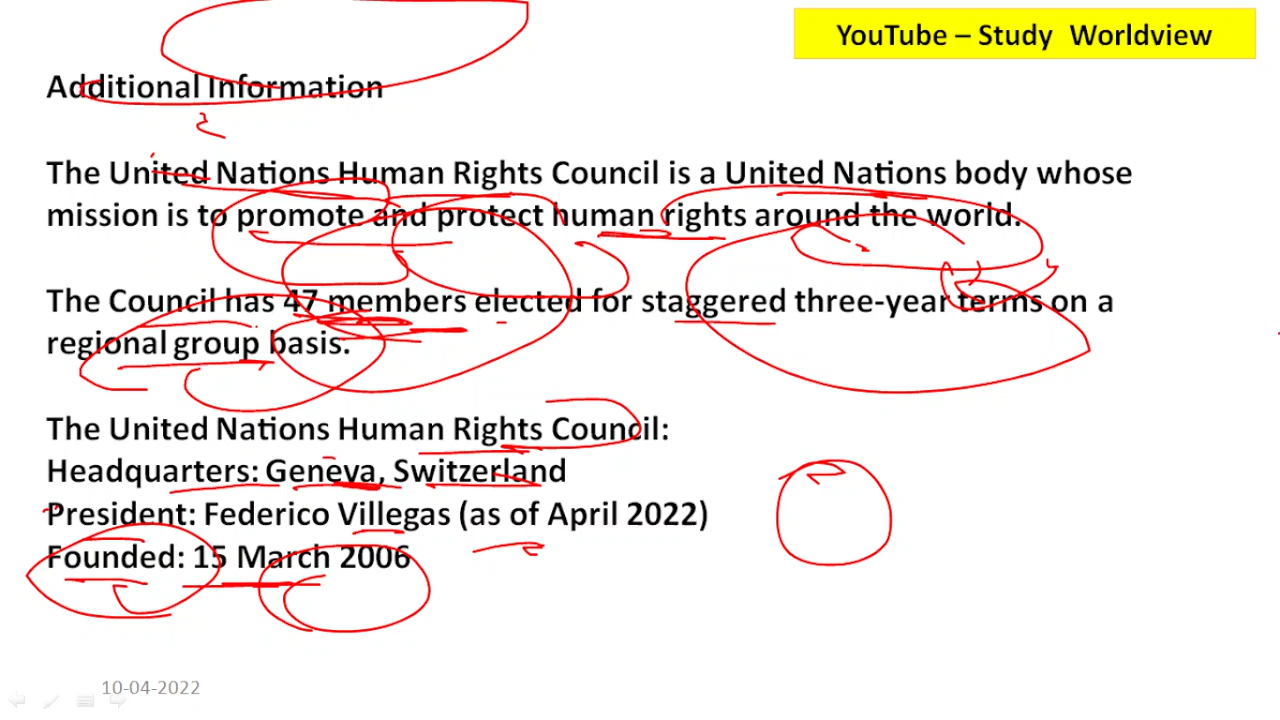 YouTube – Study Worldview
Additional Information
The United Nations Human Rights Council is a United Nations body whose
mission is to promote and protect human rights around the world.
The Council has 47 members elected for staggered three-year terms on a
regional group basis.
The United Nations Human Rights Council:
Headquarters: Geneva, Switzerland
President: Federico Villegas (as of April 2022)
Founded: 15 March 2006
10-04-2022